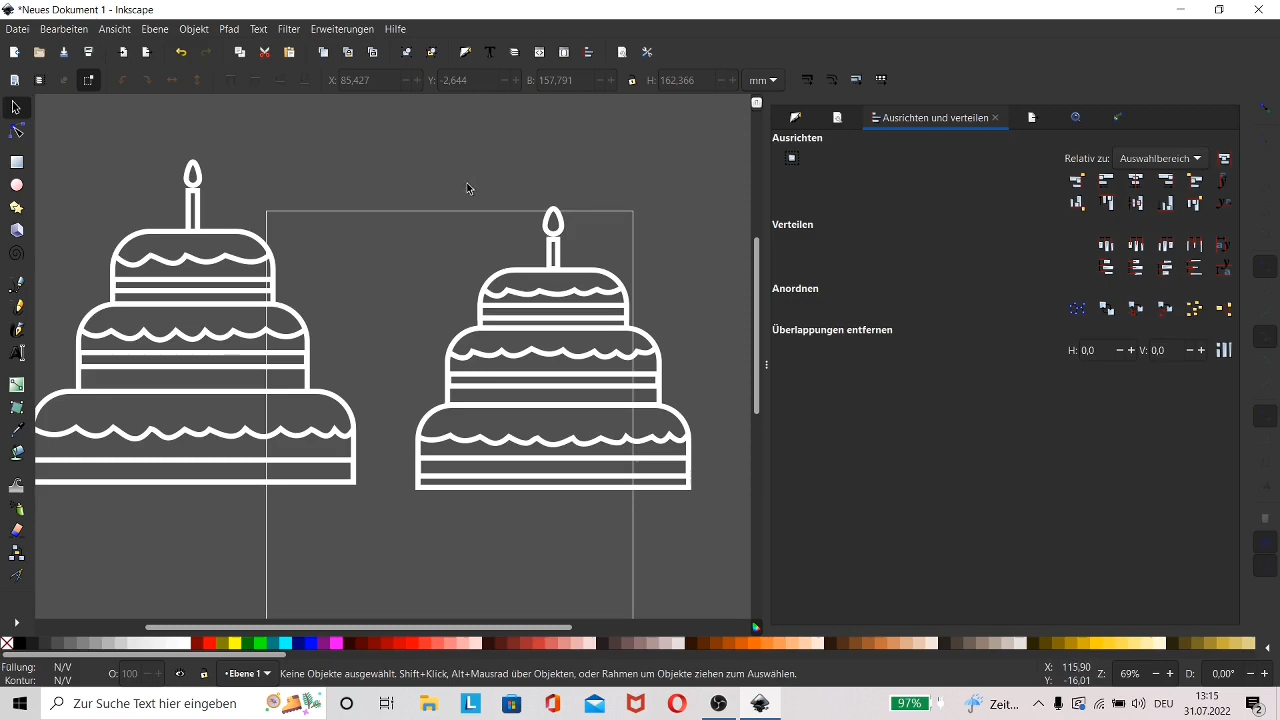 *Neues Dokument 1 - Inkscape
Datei Bearbeiten Ansicht Ebene Objekt Pfad Text Filter Erweiterungen Hilfe
X: 85,427 Y: -2,644 B: 157,791 H: 162,366 mm
Ausrichten und verteilen
Ausrichten
Relativ zu: Auswahlbereich
Verteilen
Anordnen
Überlappungen entfernen
H: 0,0 V: 0,0
Füllung: N/V
Kontur: N/V
O: 100
•Ebene 1
Keine Objekte ausgewählt. Shift+Klick, Alt+Mausrad über Objekten, oder Rahmen um Objekte ziehen zum Auswählen.
X: 115,90
Y: -16,01
Z: 69%
D: 0,00°
Zur Suche Text hier eingeben
97%
Zeit...
DEU
13:15
31.07.2022
2